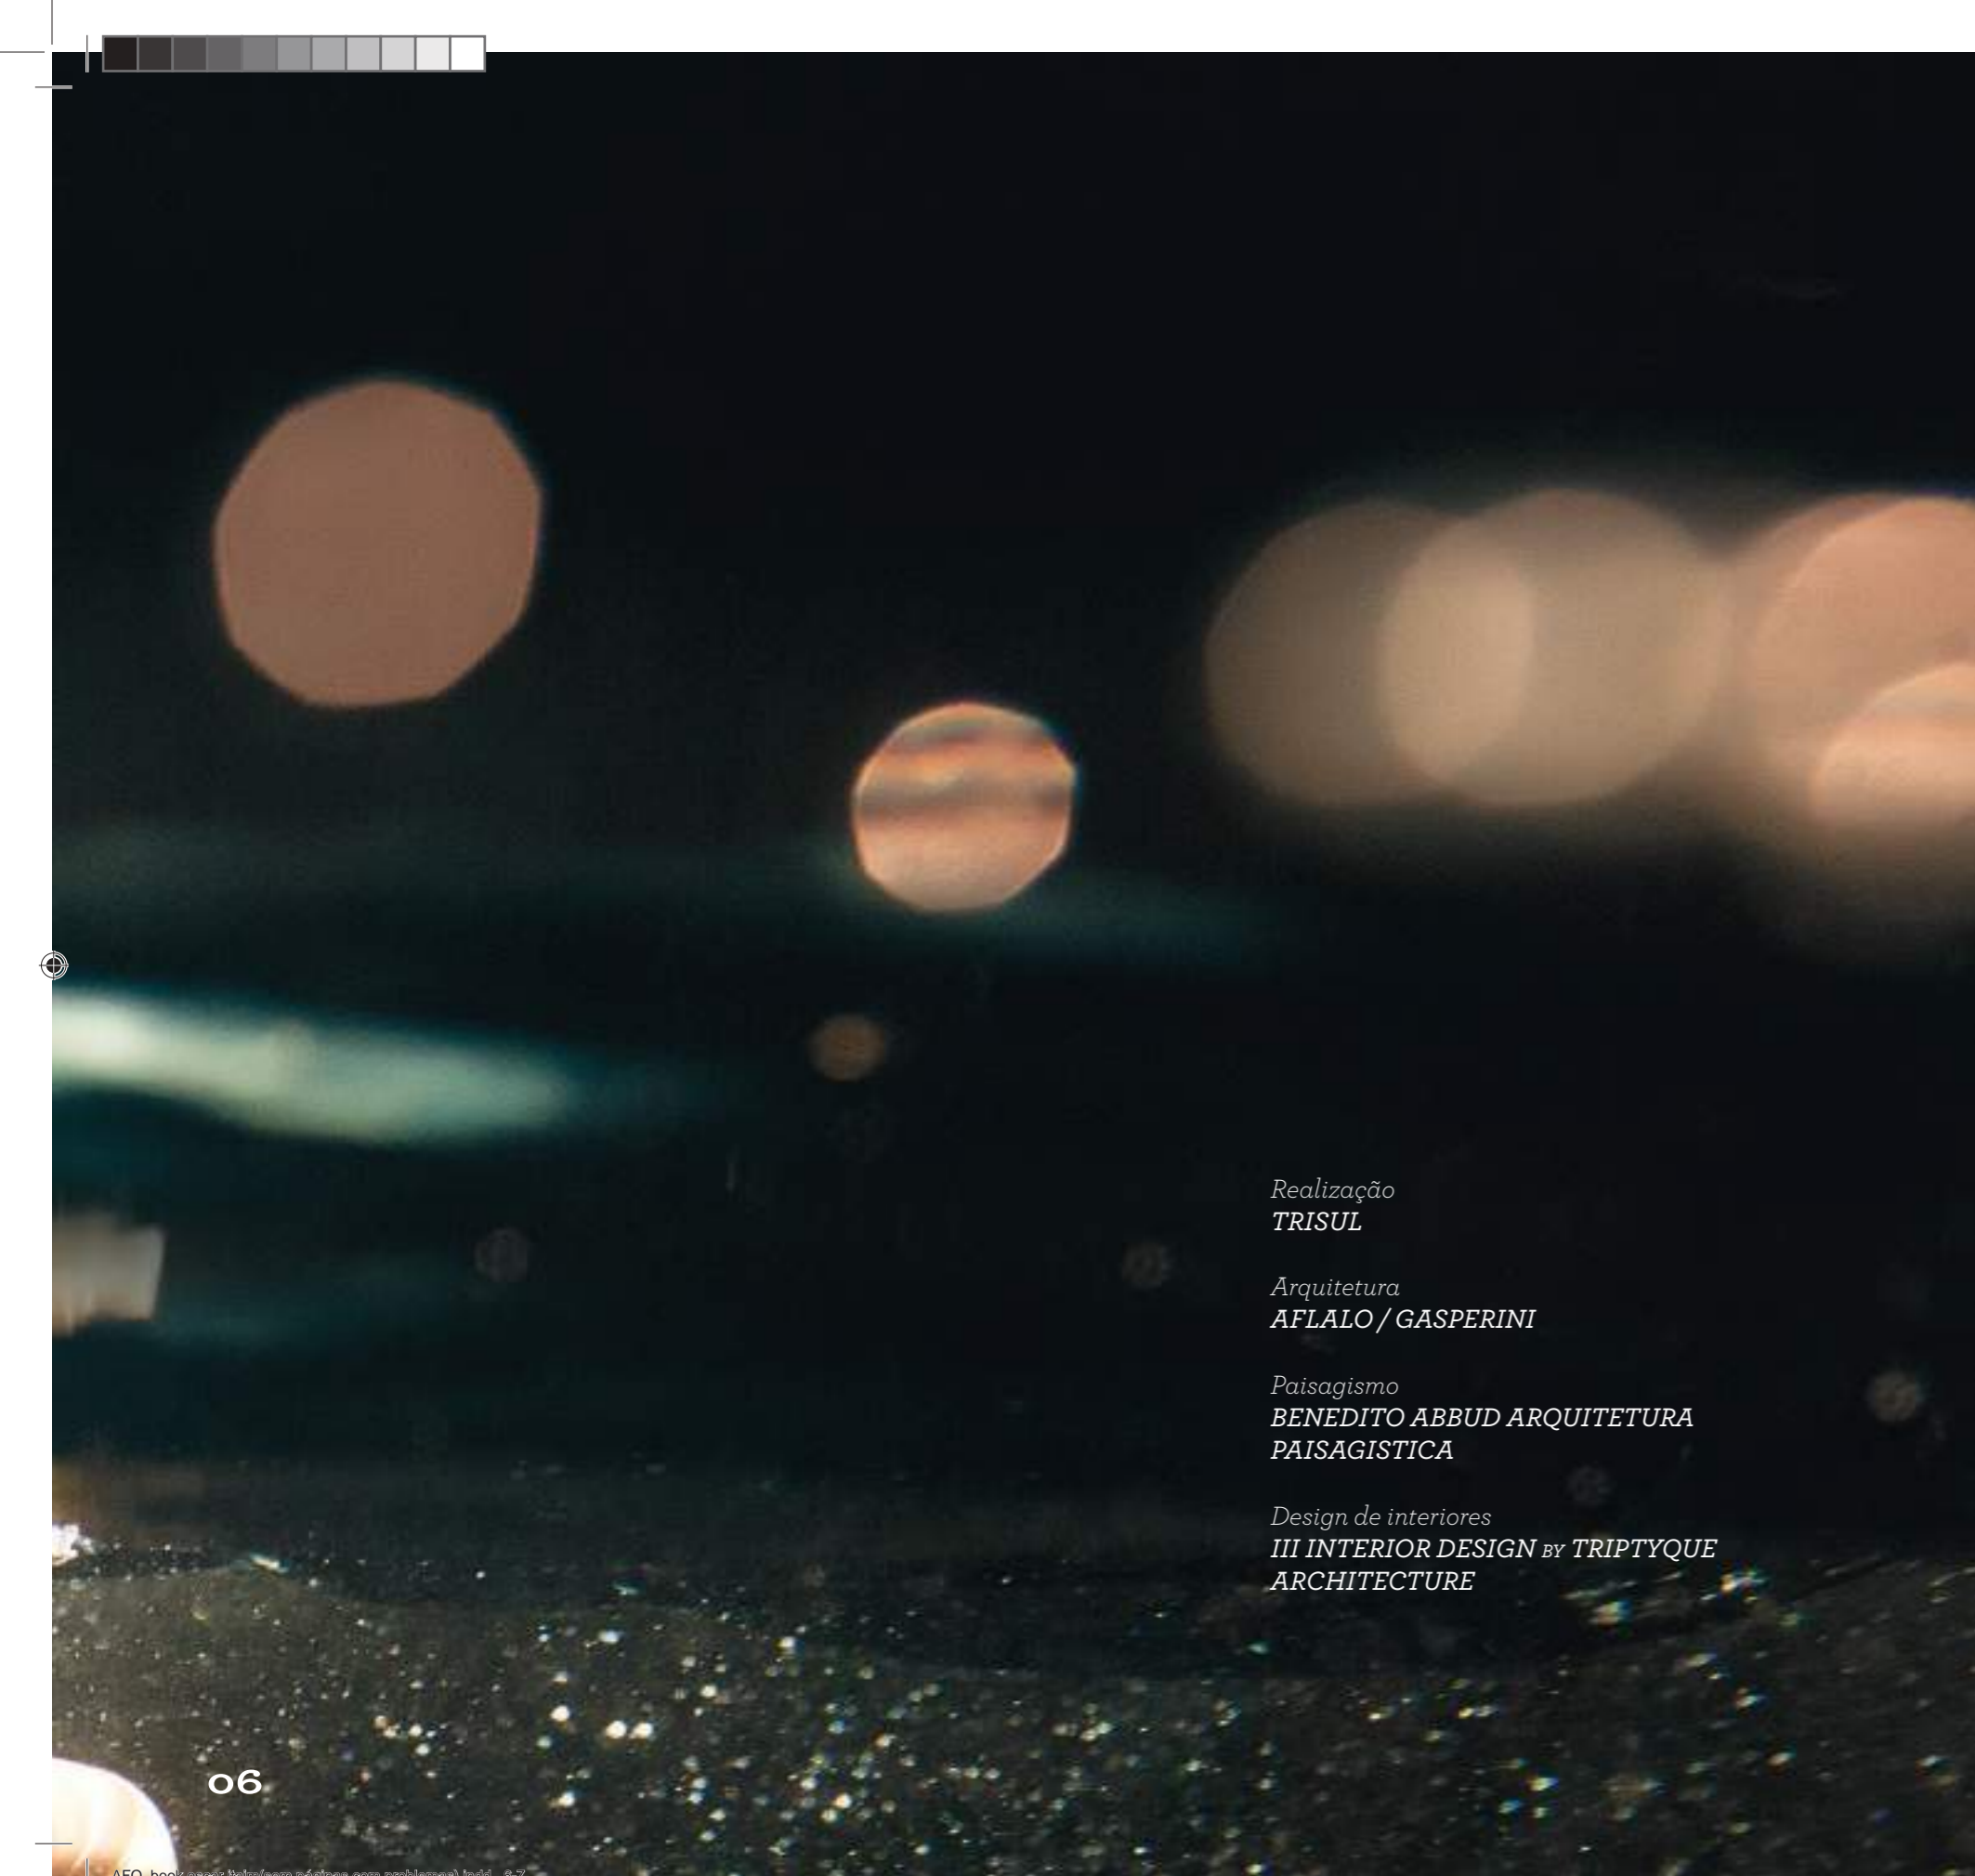 Realização
TRISUL
Arquitetura
AFLALO / GASPERINI
Paisagismo
BENEDITO ABBUD ARQUITETURA
PAISAGISTICA
Design de interiores
III INTERIOR DESIGN BY TRIPTYQUE
ARCHITECTURE
06